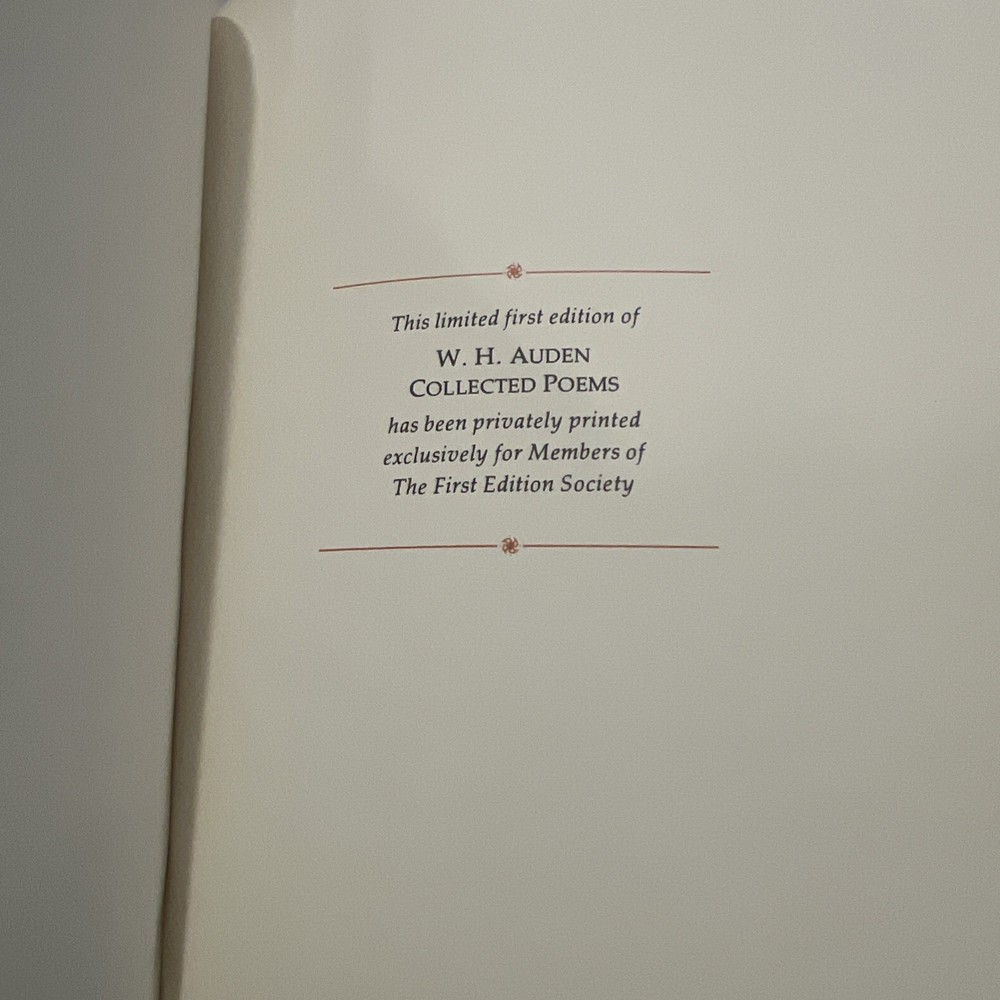 This limited first edition of
W. H. AUDEN
COLLECTED POEMS
has been privately printed
exclusively for Members of
The First Edition Society